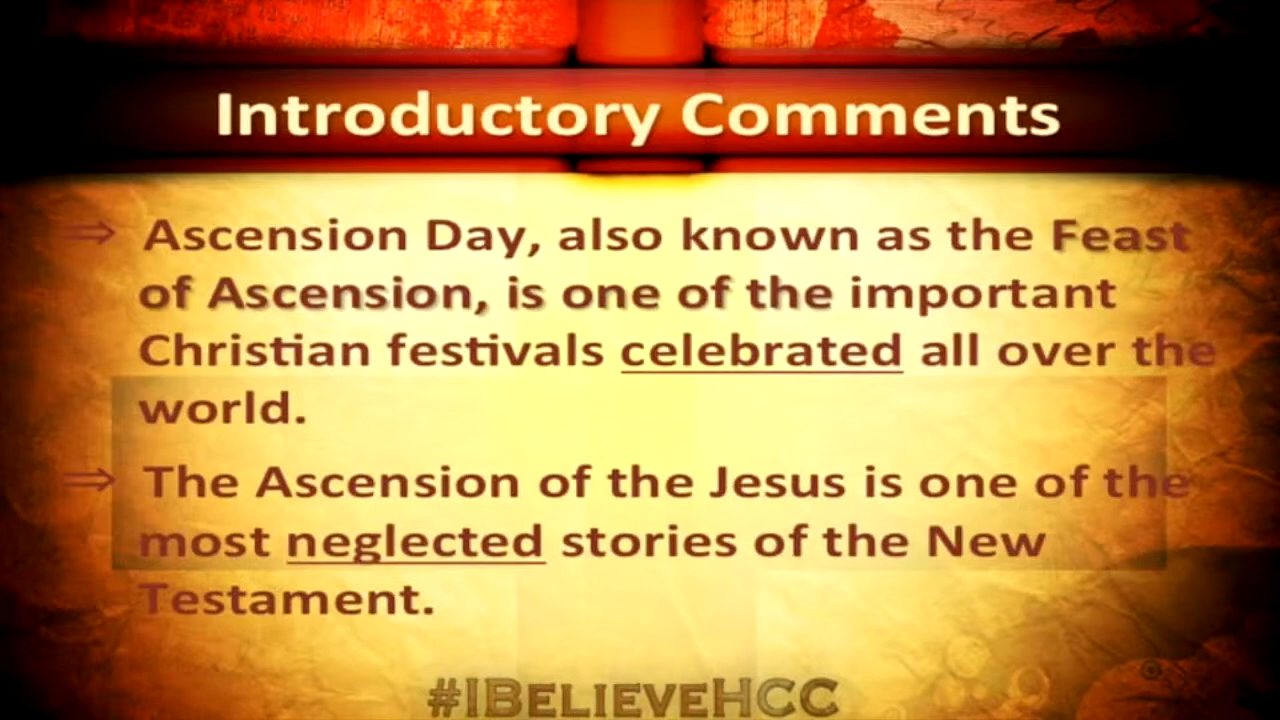 Introductory Comments
⇒ Ascension Day, also known as the Feast
of Ascension, is one of the important
Christian festivals celebrated all over the
world.
⇒ The Ascension of the Jesus is one of the
most neglected stories of the New
Testament.
#IBELIEVEHCC